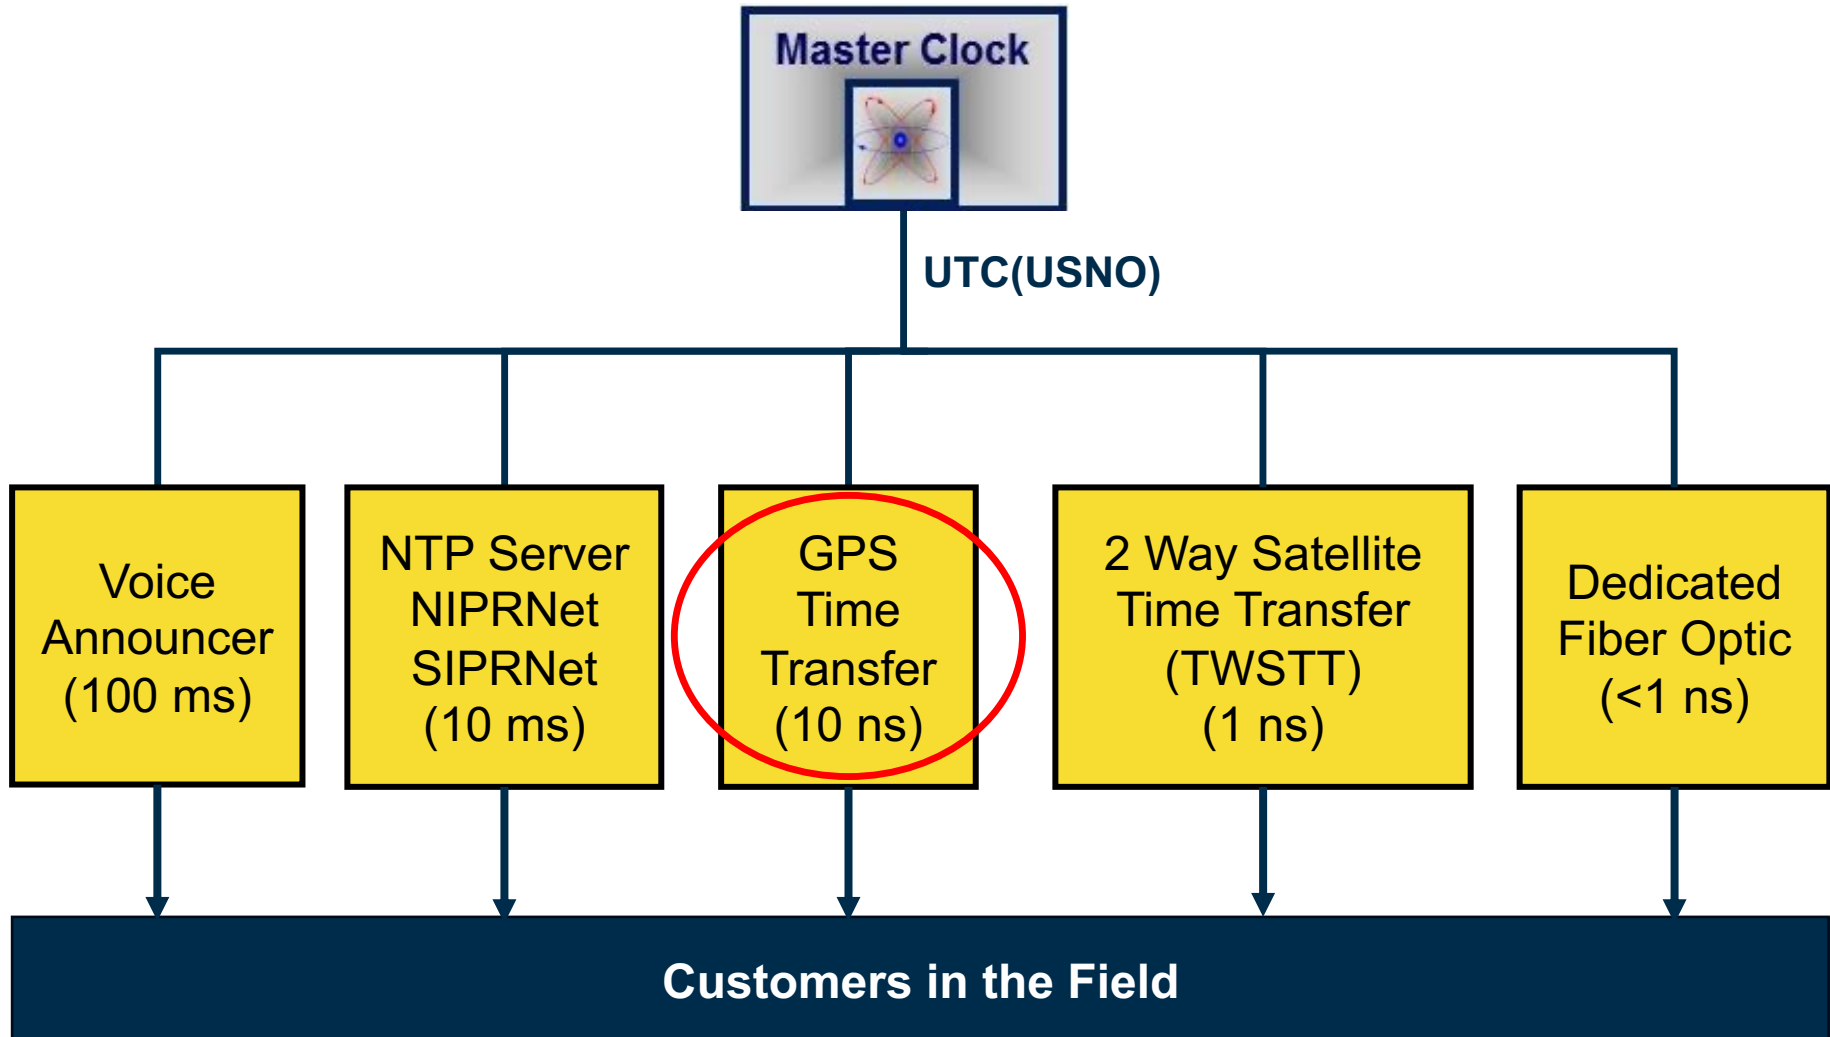 Master Clock
UTC(USNO)
Voice
Announcer
(100 ms)
NTP Server
NIPRNet
SIPRNet
(10 ms)
GPS
Time
Transfer
(10 ns)
2 Way Satellite
Time Transfer
(TWSTT)
(1 ns)
Dedicated
Fiber Optic
(<1 ns)
Customers in the Field